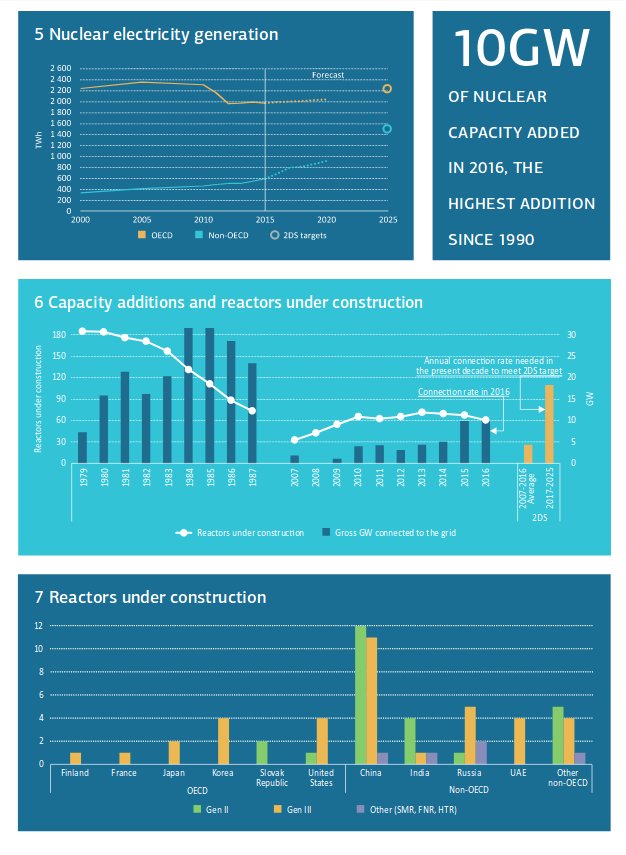 5 Nuclear electricity generation
2 600
2 400
2 200
2 000
1 800
1 600
1 400
1 200
1 000
800
600
400
200
0
TWh
Forecast
2000
2005
2010
2015
2020
2025
OECD
Non-OECD
2DS targets
10GW
OF NUCLEAR
CAPACITY ADDED
IN 2016, THE
HIGHEST ADDITION
SINCE 1990
6 Capacity additions and reactors under construction
Reactors under construction
180
150
120
90
60
30
0
30
25
20
15
10
5
0
GW
Annual connection rate needed in
the present decade to meet 2DS target
Connection rate in 2016
1979
1980
1981
1982
1983
1984
1985
1986
1987
2007
2008
2009
2010
2011
2012
2013
2014
2015
2016
2007-2016
Average
2017-2025
2DS
Reactors under construction
Gross GW connected to the grid
7 Reactors under construction
12
10
8
6
4
2
0
Finland
France
Japan
Korea
Slovak
Republic
United
States
China
India
Russia
UAE
Other
non-OECD
OECD
Non-OECD
Gen II
Gen III
Other (SMR, FNR, HTR)